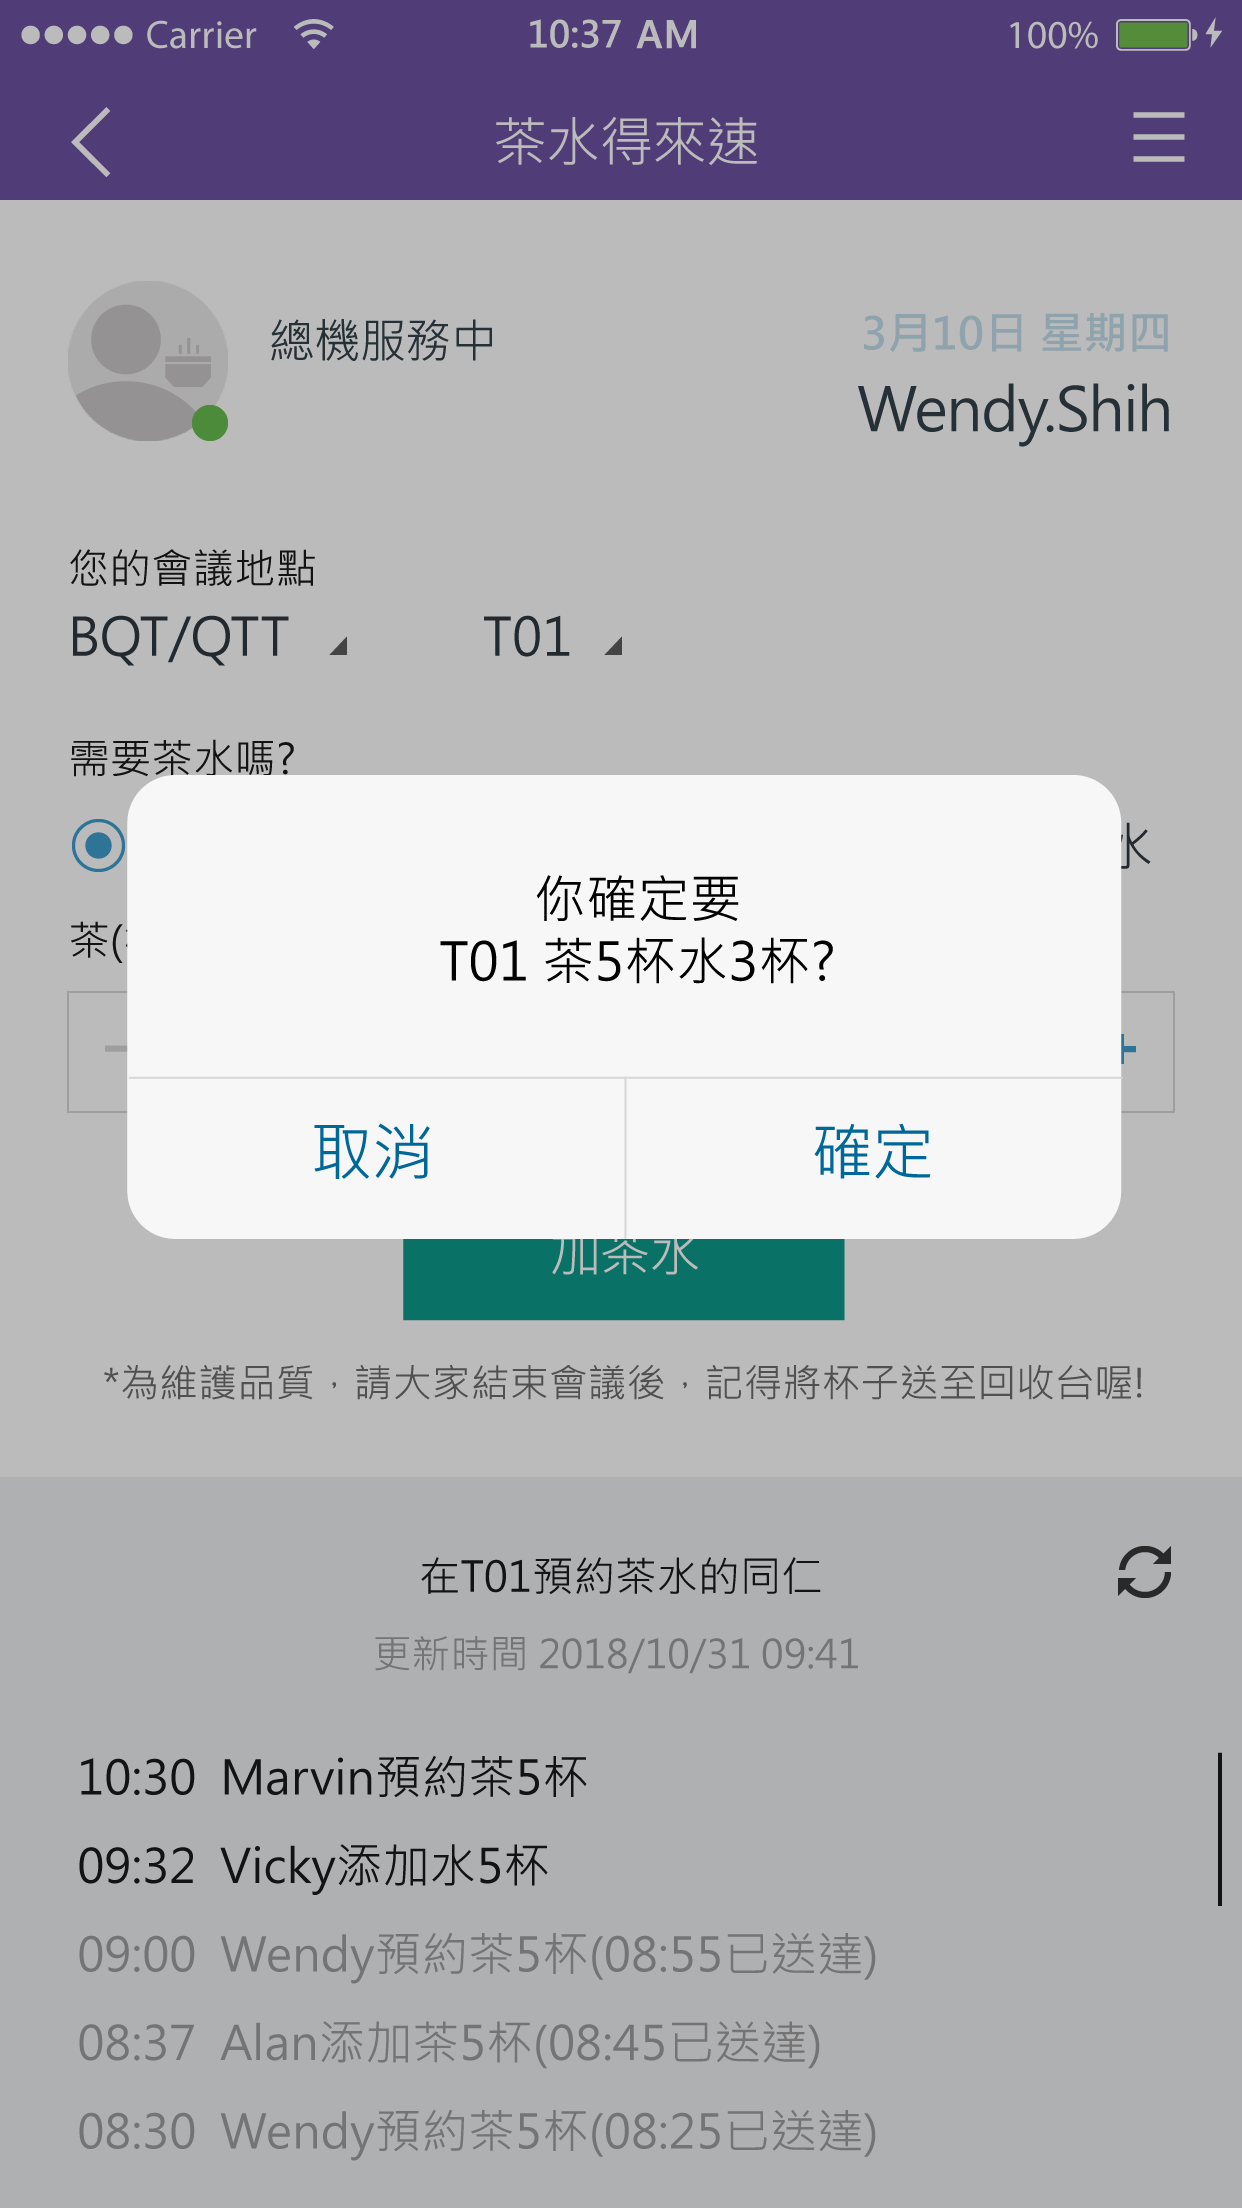 Carrier 10:37 AM 100%
茶水得來速
總機服務中
3月10日 星期四
Wendy.Shih
您的會議地點
BQT/QTT T01
需要茶水嗎?
水
茶(
你確定要
T01 茶5杯水3杯?
取消 確定
加茶水
*為維護品質，請大家結束會議後，記得將杯子送至回收台喔!
在T01預約茶水的同仁
更新時間 2018/10/31 09:41
10:30 Marvin預約茶5杯
09:32 Vicky添加水5杯
09:00 Wendy預約茶5杯(08:55已送達)
08:37 Alan添加茶5杯(08:45已送達)
08:30 Wendy預約茶5杯(08:25已送達)